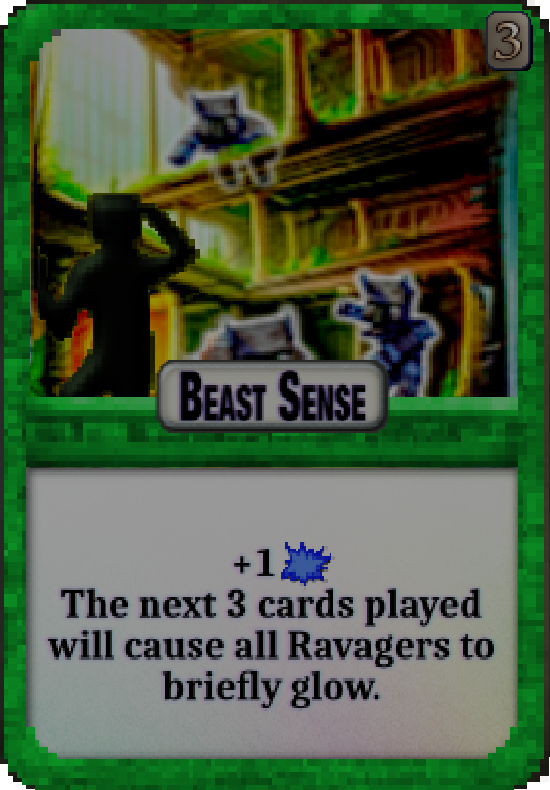 3
Beast Sense
+1
The next 3 cards played
will cause all Ravagers to
briefly glow.